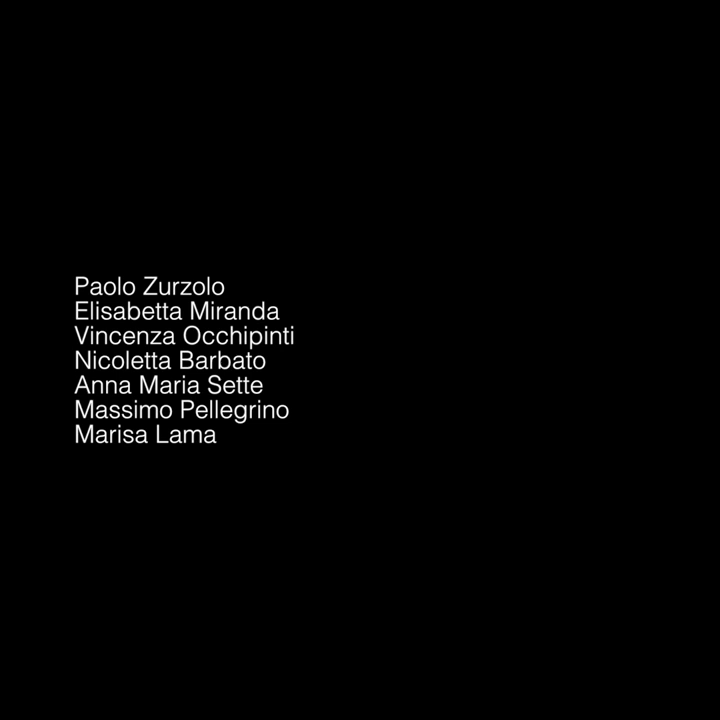 Paolo Zurzolo
Elisabetta Miranda
Vincenza Occhipinti
Nicoletta Barbato
Anna Maria Sette
Massimo Pellegrino
Marisa Lama